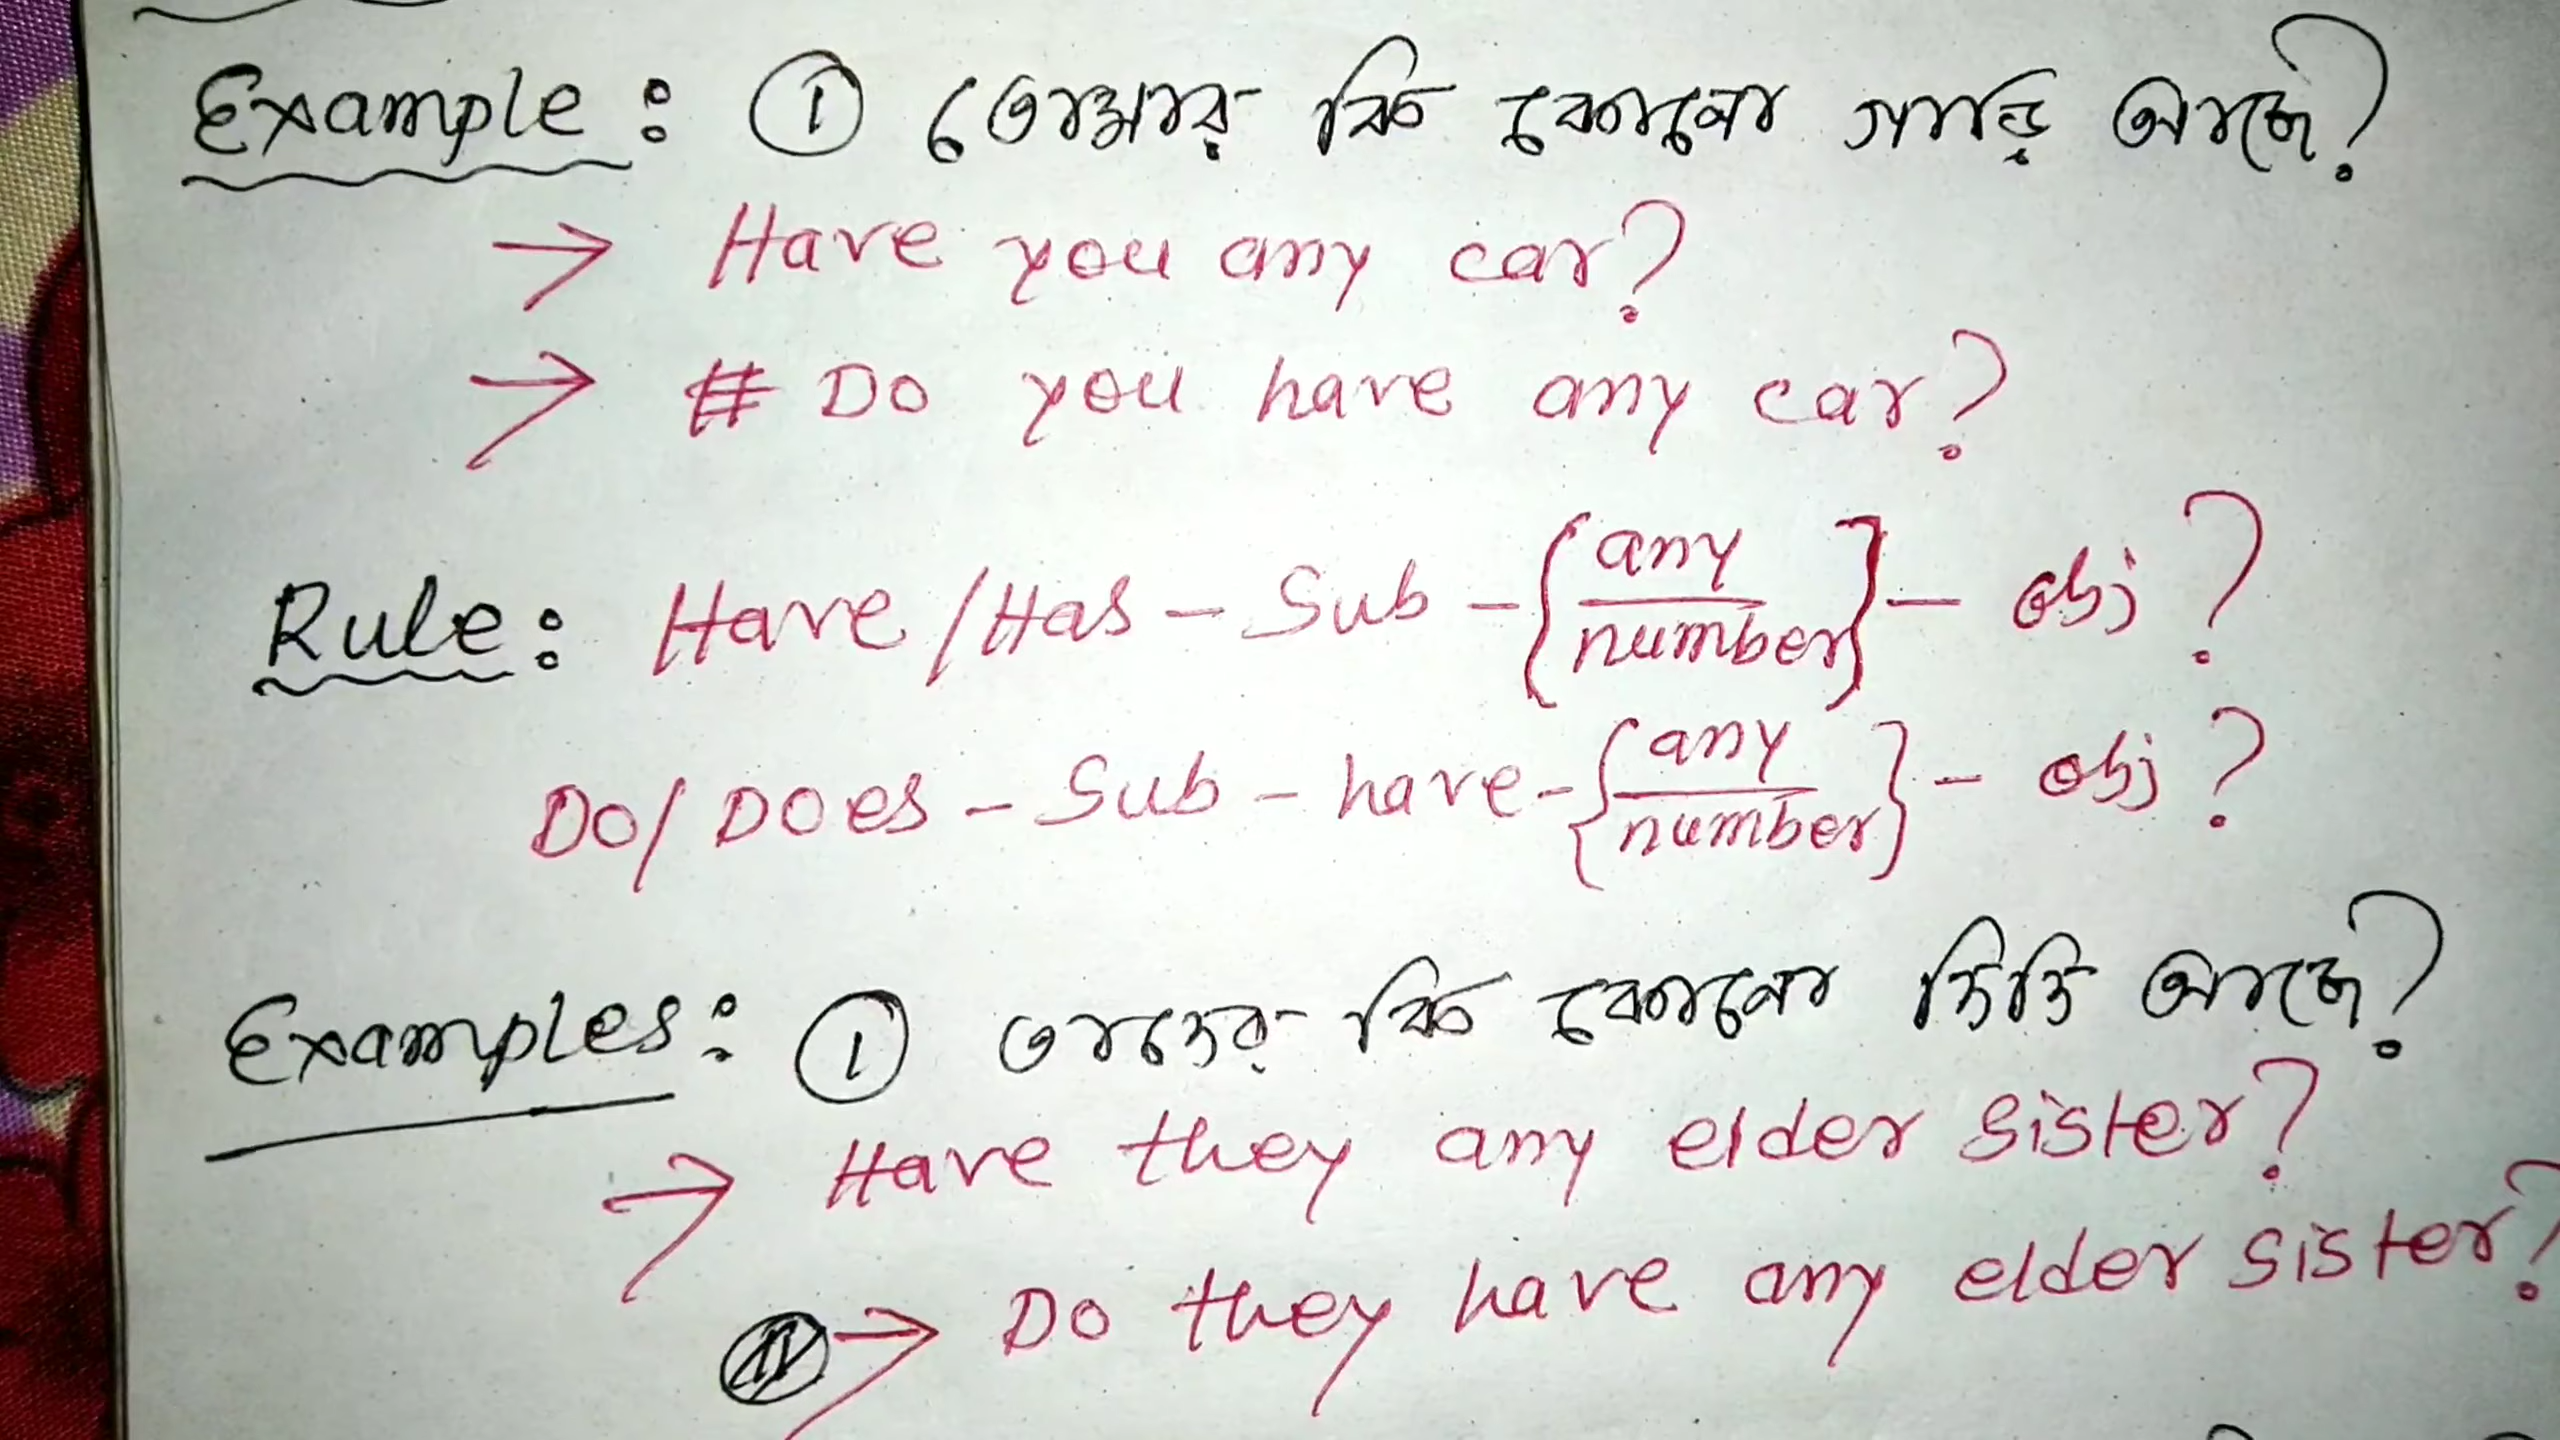 Example: ① তোমার কি কোনো গাড়ি আছে?
→ Have you any car?
→ # Do you have any car?
Rule: Have/Has - Sub - {any/number} - obj?
Do/Does - Sub - have - {any/number} - obj?
Examples: ① তাদের কি কোনো দিদি আছে?
→ Have they any elder sister?
→ Do they have any elder sister?